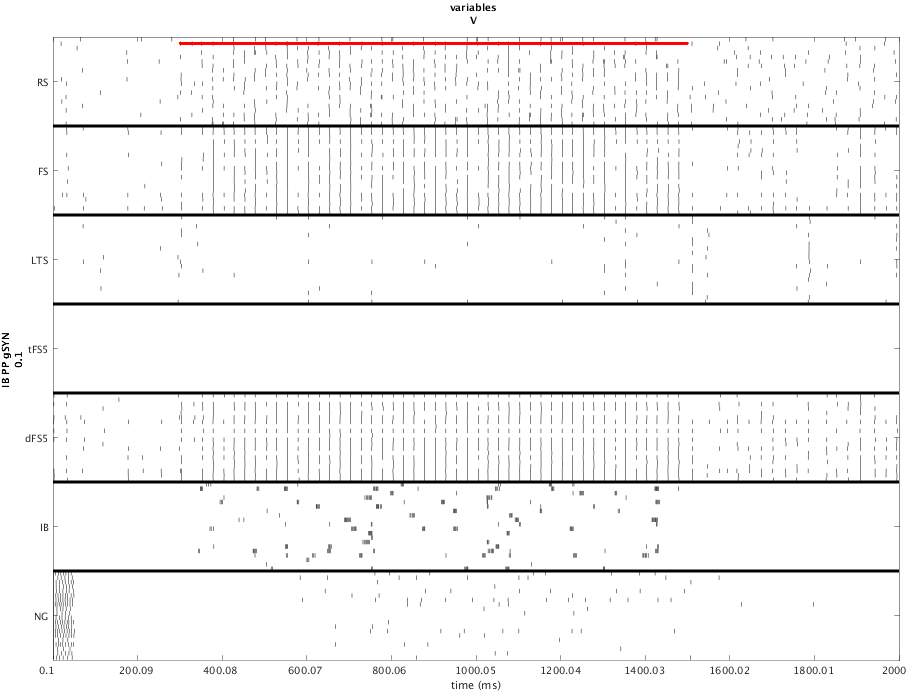 variables
V
RS
FS
LTS
tFS5
dFS5
IB
NG
IB PP gSYN
0.1
0.1
200.09
400.08
600.07
800.06
1000.05
1200.04
1400.03
1600.02
1800.01
2000
time (ms)